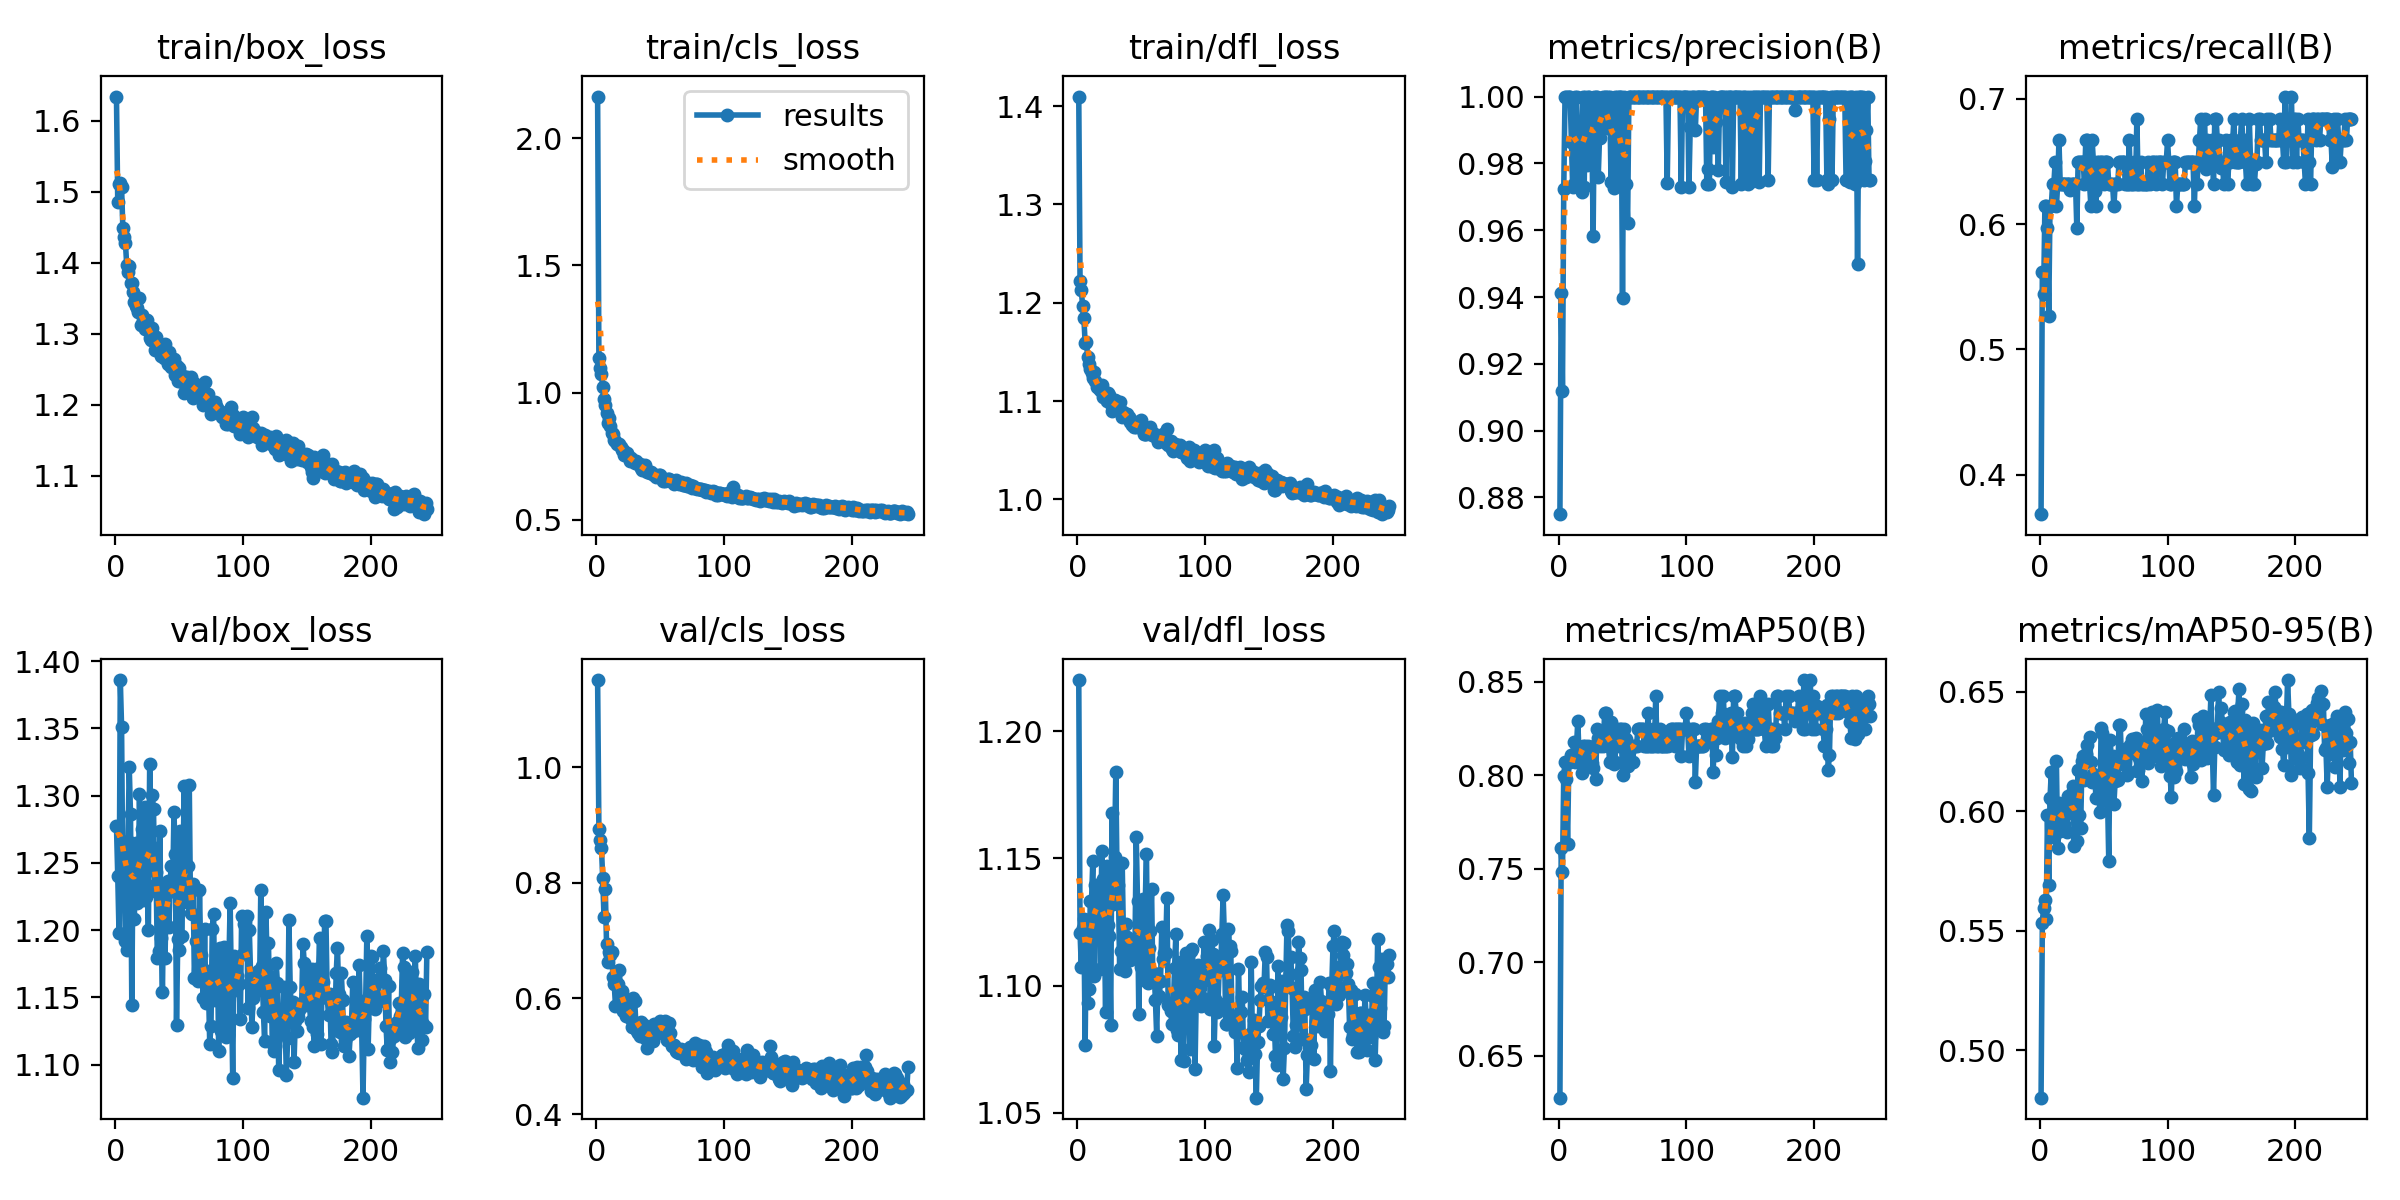 train/box_loss
1.6
1.5
1.4
1.3
1.2
1.1
0 100 200
train/cls_loss
results
smooth
2.0
1.5
1.0
0.5
0 100 200
train/dfl_loss
1.4
1.3
1.2
1.1
1.0
0 100 200
metrics/precision(B)
1.00
0.98
0.96
0.94
0.92
0.90
0.88
0 100 200
metrics/recall(B)
0.7
0.6
0.5
0.4
0 100 200
val/box_loss
1.40
1.35
1.30
1.25
1.20
1.15
1.10
0 100 200
val/cls_loss
1.0
0.8
0.6
0.4
0 100 200
val/dfl_loss
1.20
1.15
1.10
1.05
0 100 200
metrics/mAP50(B)
0.85
0.80
0.75
0.70
0.65
0 100 200
metrics/mAP50-95(B)
0.65
0.60
0.55
0.50
0 100 200